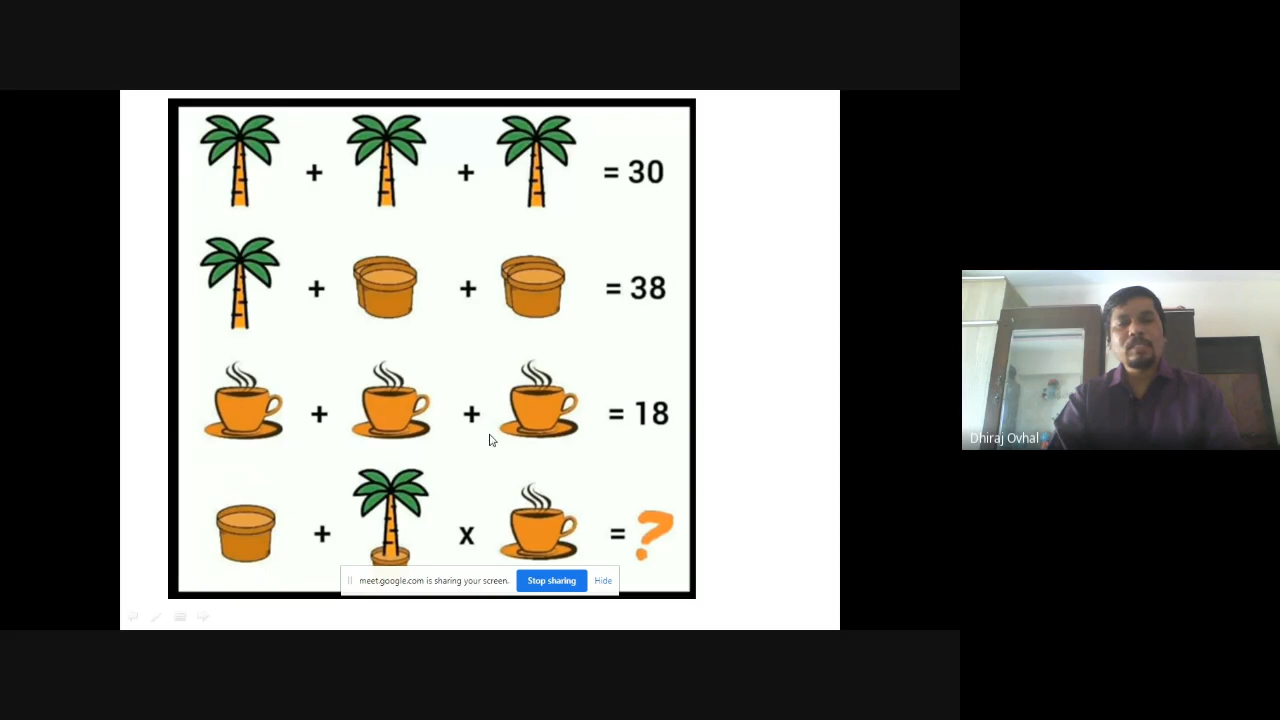 + + = 30
+ + = 38
+ + = 18
+ x = ?
meet.google.com is sharing your screen. Stop sharing Hide
Dhiraj Ovhal